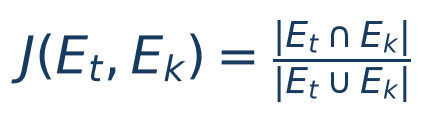 J(E_t, E_k) = |E_t ∩ E_k| / |E_t ∪ E_k|